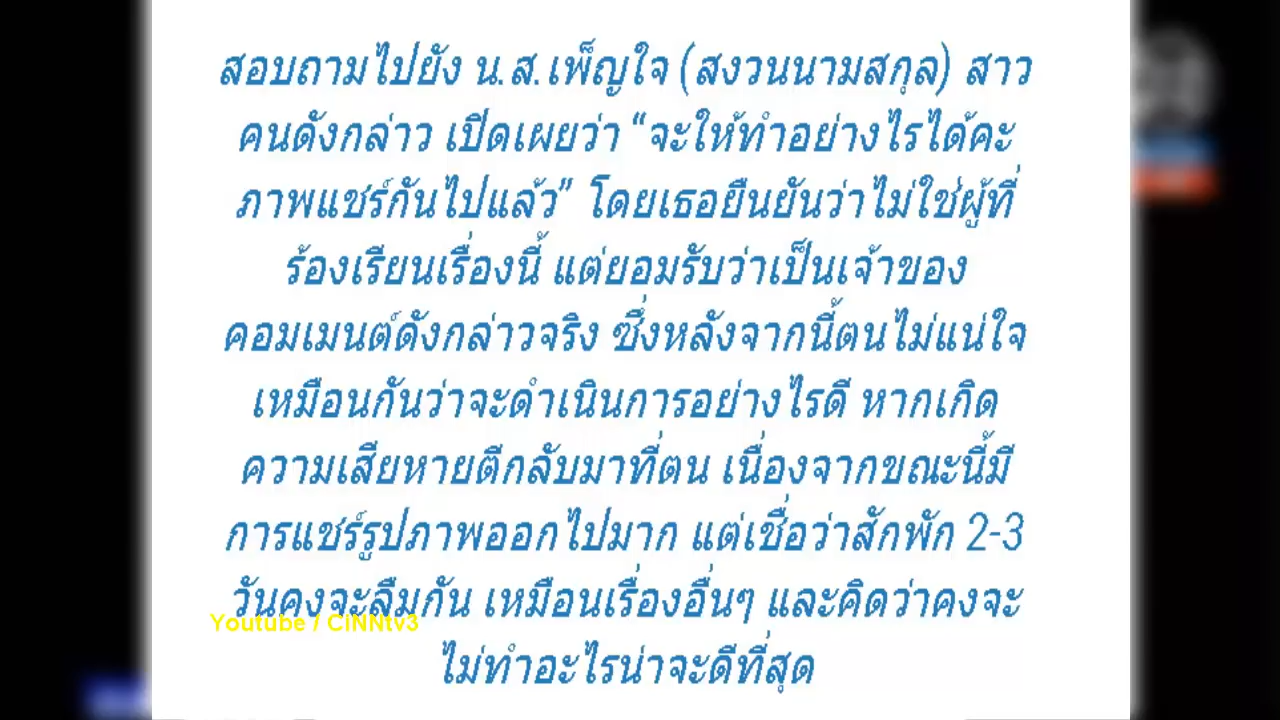 สอบถามไปยัง น.ส.เพ็ญใจ (สงวนนามสกุล) สาว
คนดังกล่าว เปิดเผยว่า “จะให้ทำอย่างไรได้คะ
ภาพแชร์กันไปแล้ว” โดยเธอยืนยันว่าไม่ใช่ผู้ที่
ร้องเรียนเรื่องนี้ แต่ยอมรับว่าเป็นเจ้าของ
คอมเมนต์ดังกล่าวจริง ซึ่งหลังจากนี้ตนไม่แน่ใจ
เหมือนกันว่าจะดำเนินการอย่างไรดี หากเกิด
ความเสียหายตีกลับมาที่ตน เนื่องจากขณะนี้มี
การแชร์รูปภาพออกไปมาก แต่เชื่อว่าสักพัก 2-3
วันคงจะลืมกัน เหมือนเรื่องอื่นๆ และคิดว่าคงจะ
Youtube / CiNNtv3
ไม่ทำอะไรน่าจะดีที่สุด